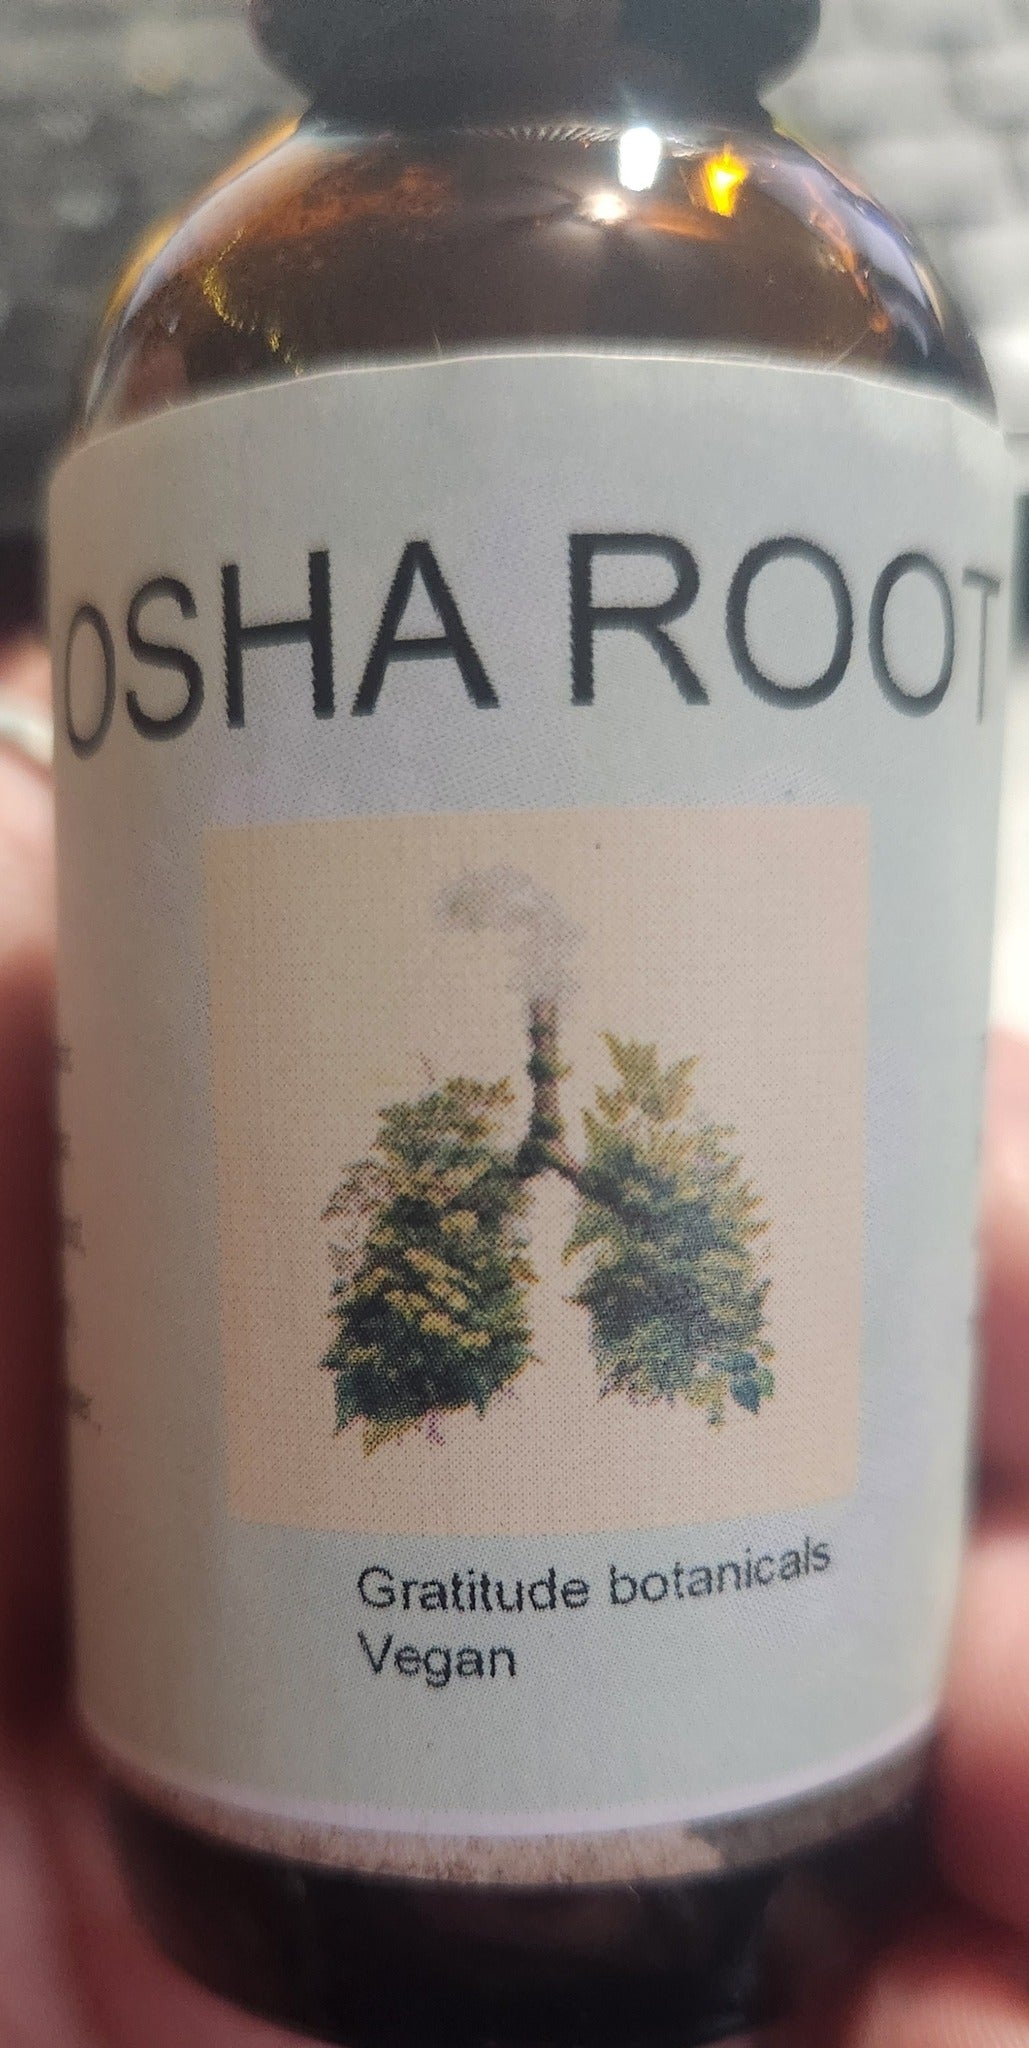 OSHA ROOT
Gratitude botanicals
Vegan